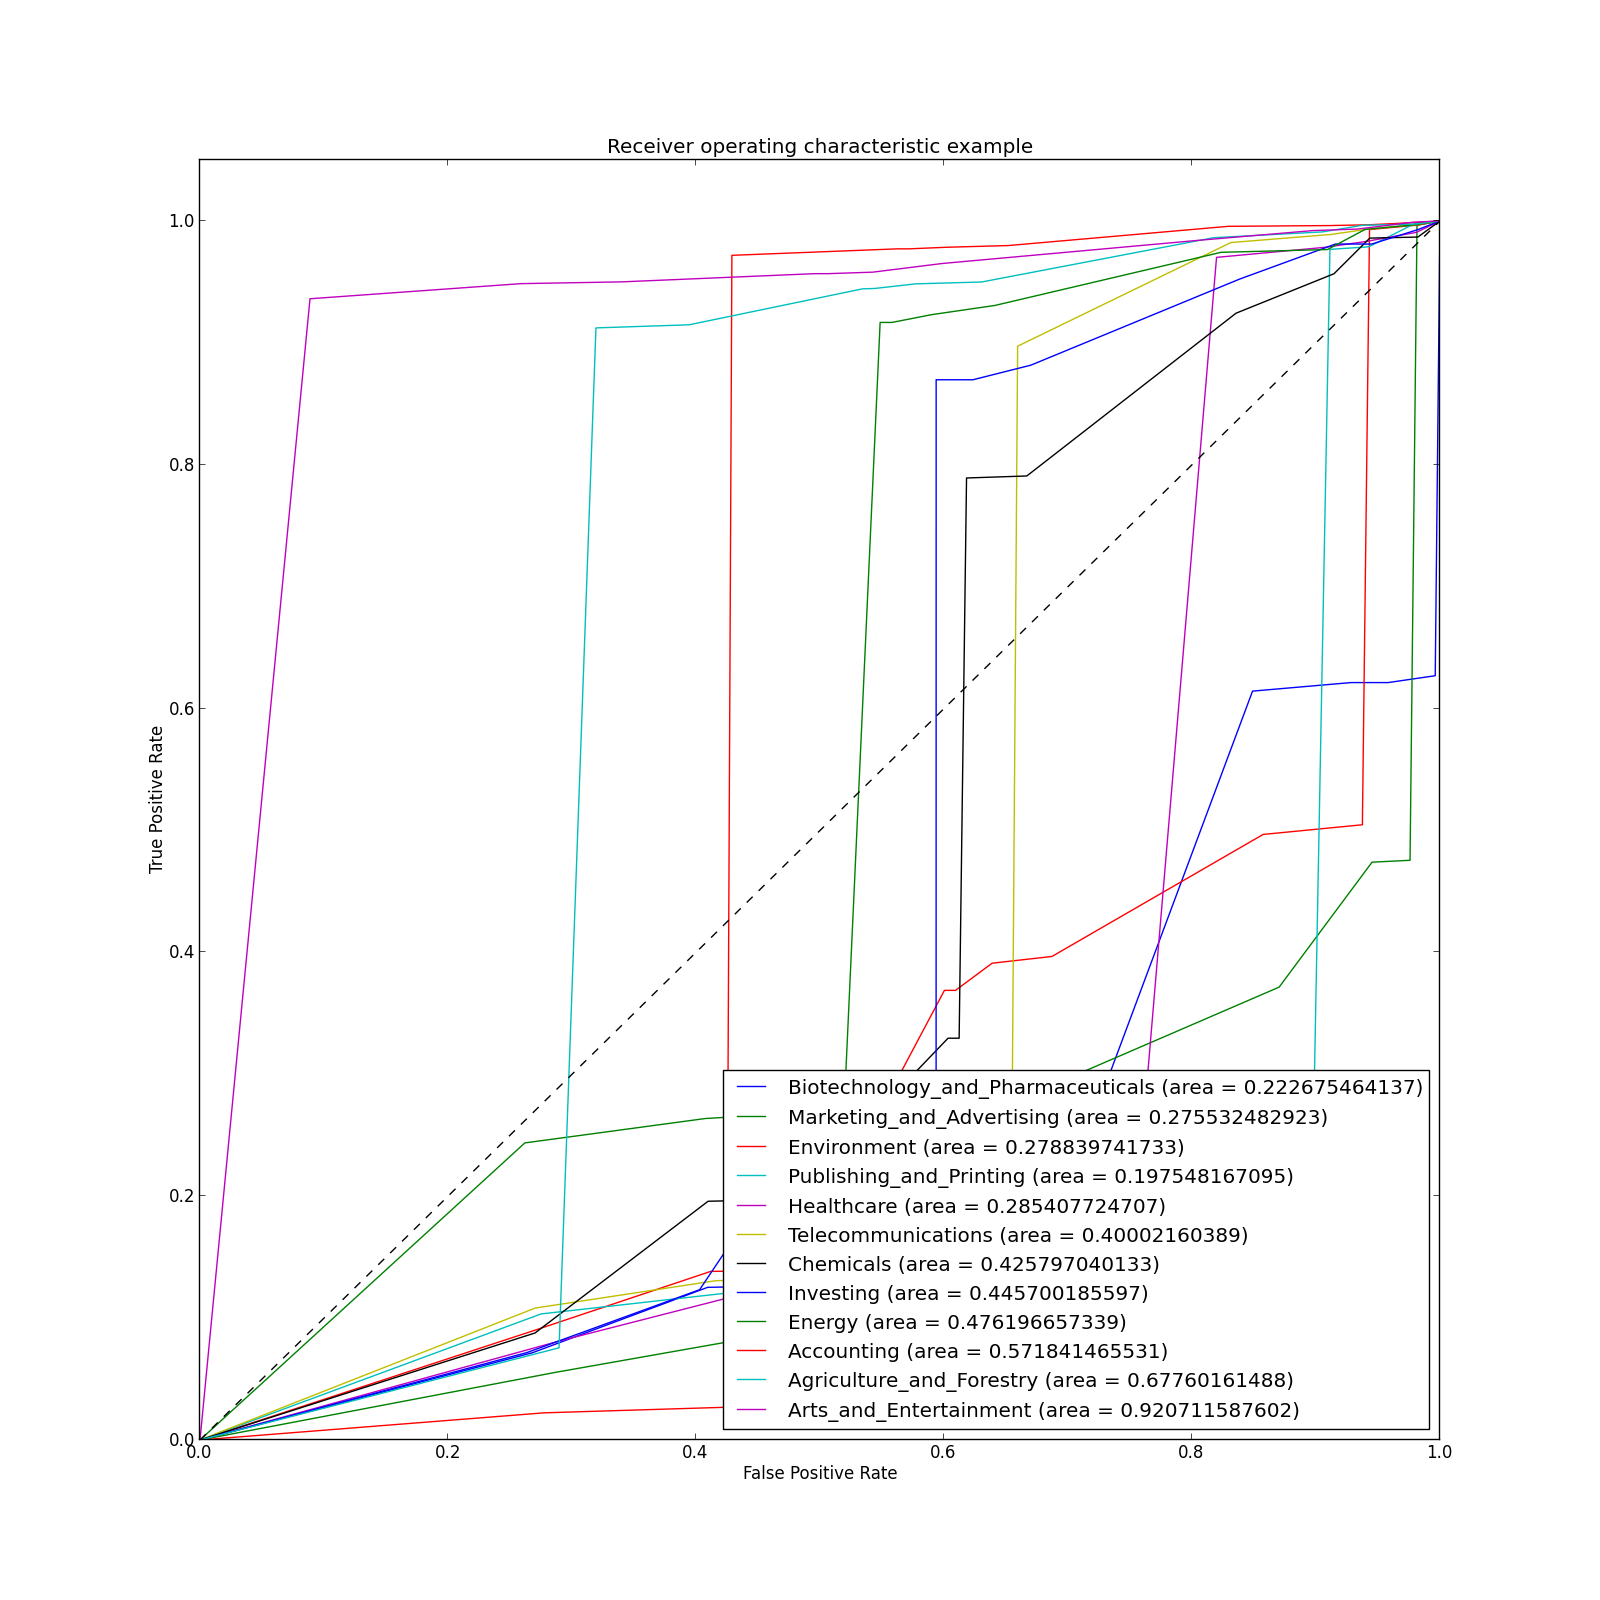 Receiver operating characteristic example
1.0
0.8
0.6
0.4
0.2
0.0
True Positive Rate
Biotechnology_and_Pharmaceuticals (area = 0.222675464137)
Marketing_and_Advertising (area = 0.275532482923)
Environment (area = 0.278839741733)
Publishing_and_Printing (area = 0.197548167095)
Healthcare (area = 0.285407724707)
Telecommunications (area = 0.40002160389)
Chemicals (area = 0.425797040133)
Investing (area = 0.445700185597)
Energy (area = 0.476196657339)
Accounting (area = 0.571841465531)
Agriculture_and_Forestry (area = 0.67760161488)
Arts_and_Entertainment (area = 0.920711587602)
0.0 0.2 0.4 0.6 0.8 1.0
False Positive Rate